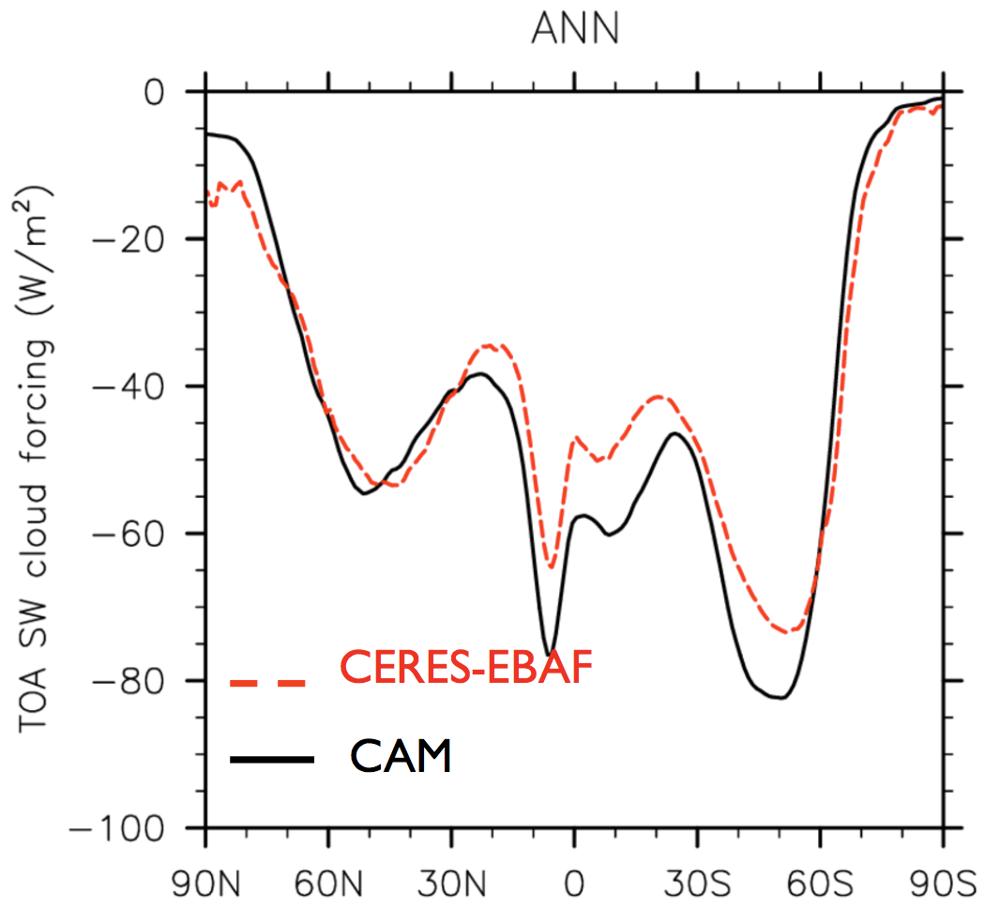 ANN
TOA SW cloud forcing (W/m²)
0
−20
−40
−60
−80
−100
CERES-EBAF
CAM
90N 60N 30N 0 30S 60S 90S